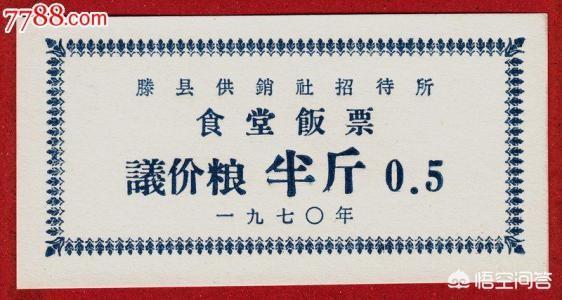 7788.com
滕县供銷社招待所
食堂飯票
議价粮 半斤 0.5
一九七〇年
悟空问答